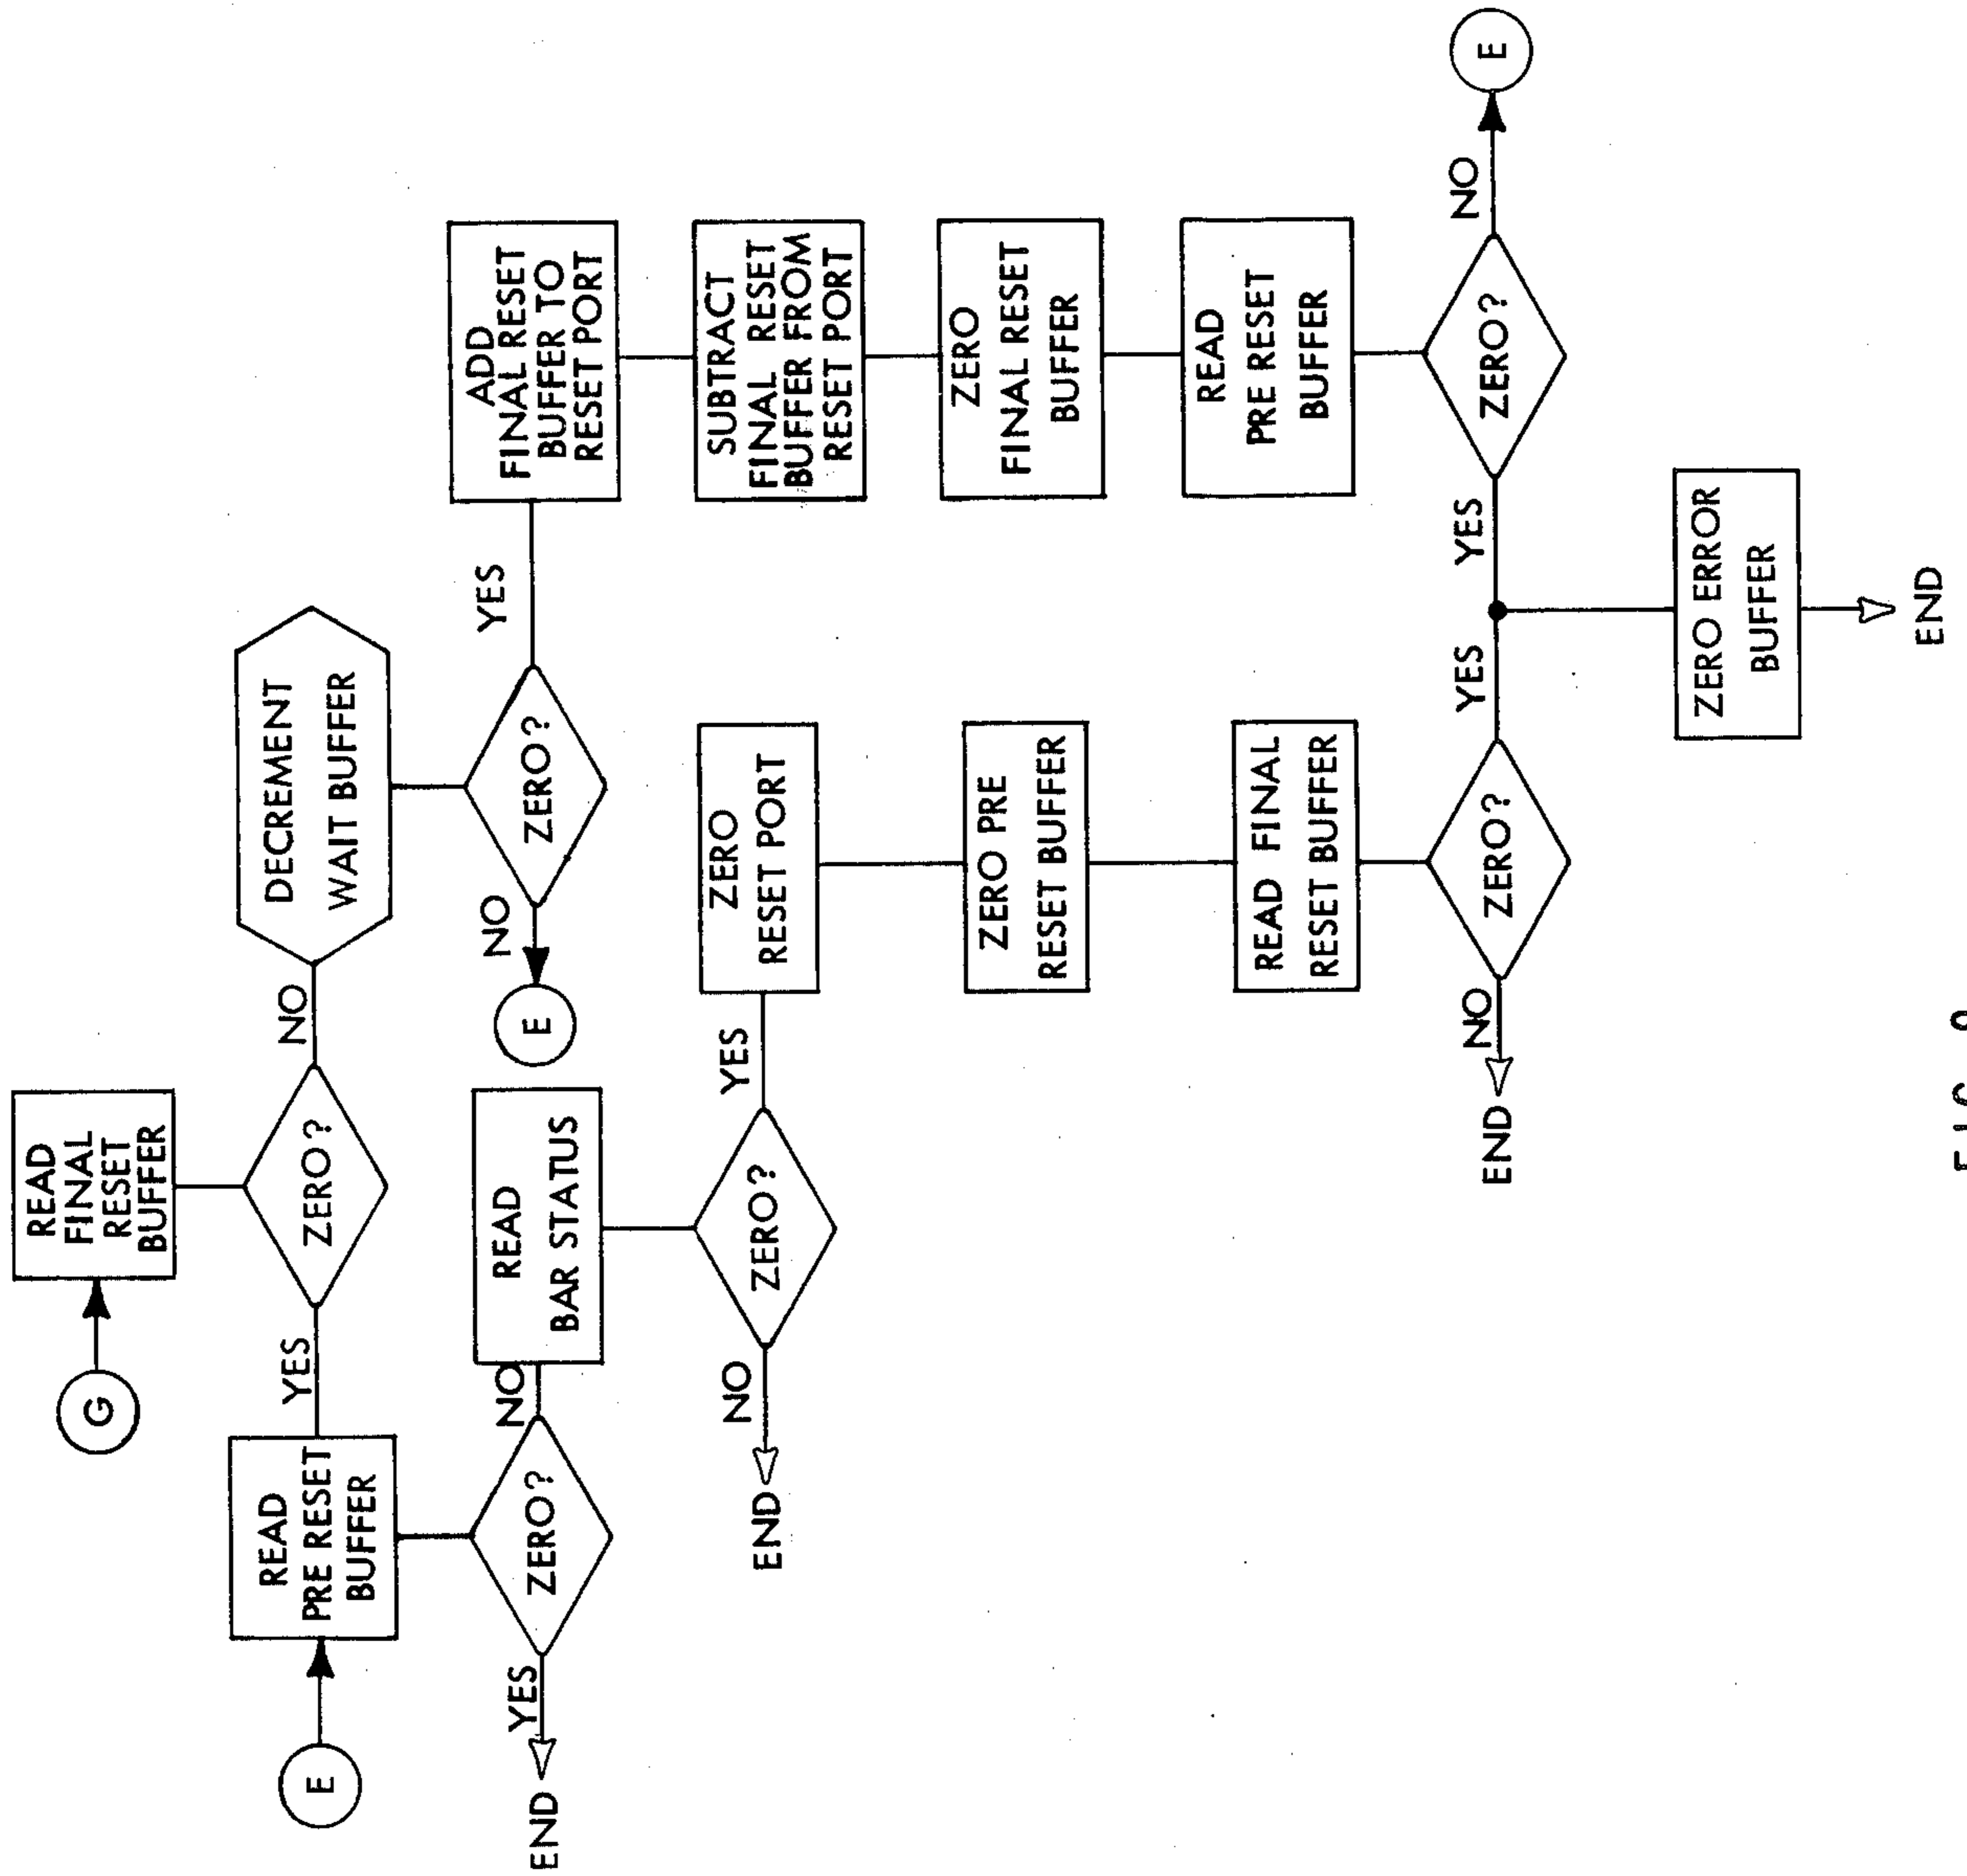 G
READ
FINAL
RESET
BUFFER
E
READ
PRE RESET
BUFFER
YES
ZERO?
NO
DECREMENT
WAIT BUFFER
END
YES
ZERO?
NO
READ
BAR STATUS
E
NO
ZERO?
YES
ADD
FINAL RESET
BUFFER TO
RESET PORT
END
NO
ZERO?
YES
ZERO
RESET PORT
SUBTRACT
FINAL RESET
BUFFER FROM
RESET PORT
ZERO PRE
RESET BUFFER
ZERO
FINAL RESET
BUFFER
READ FINAL
RESET BUFFER
READ
PRE RESET
BUFFER
END
NO
ZERO?
YES
YES
ZERO?
NO
E
ZERO ERROR
BUFFER
END